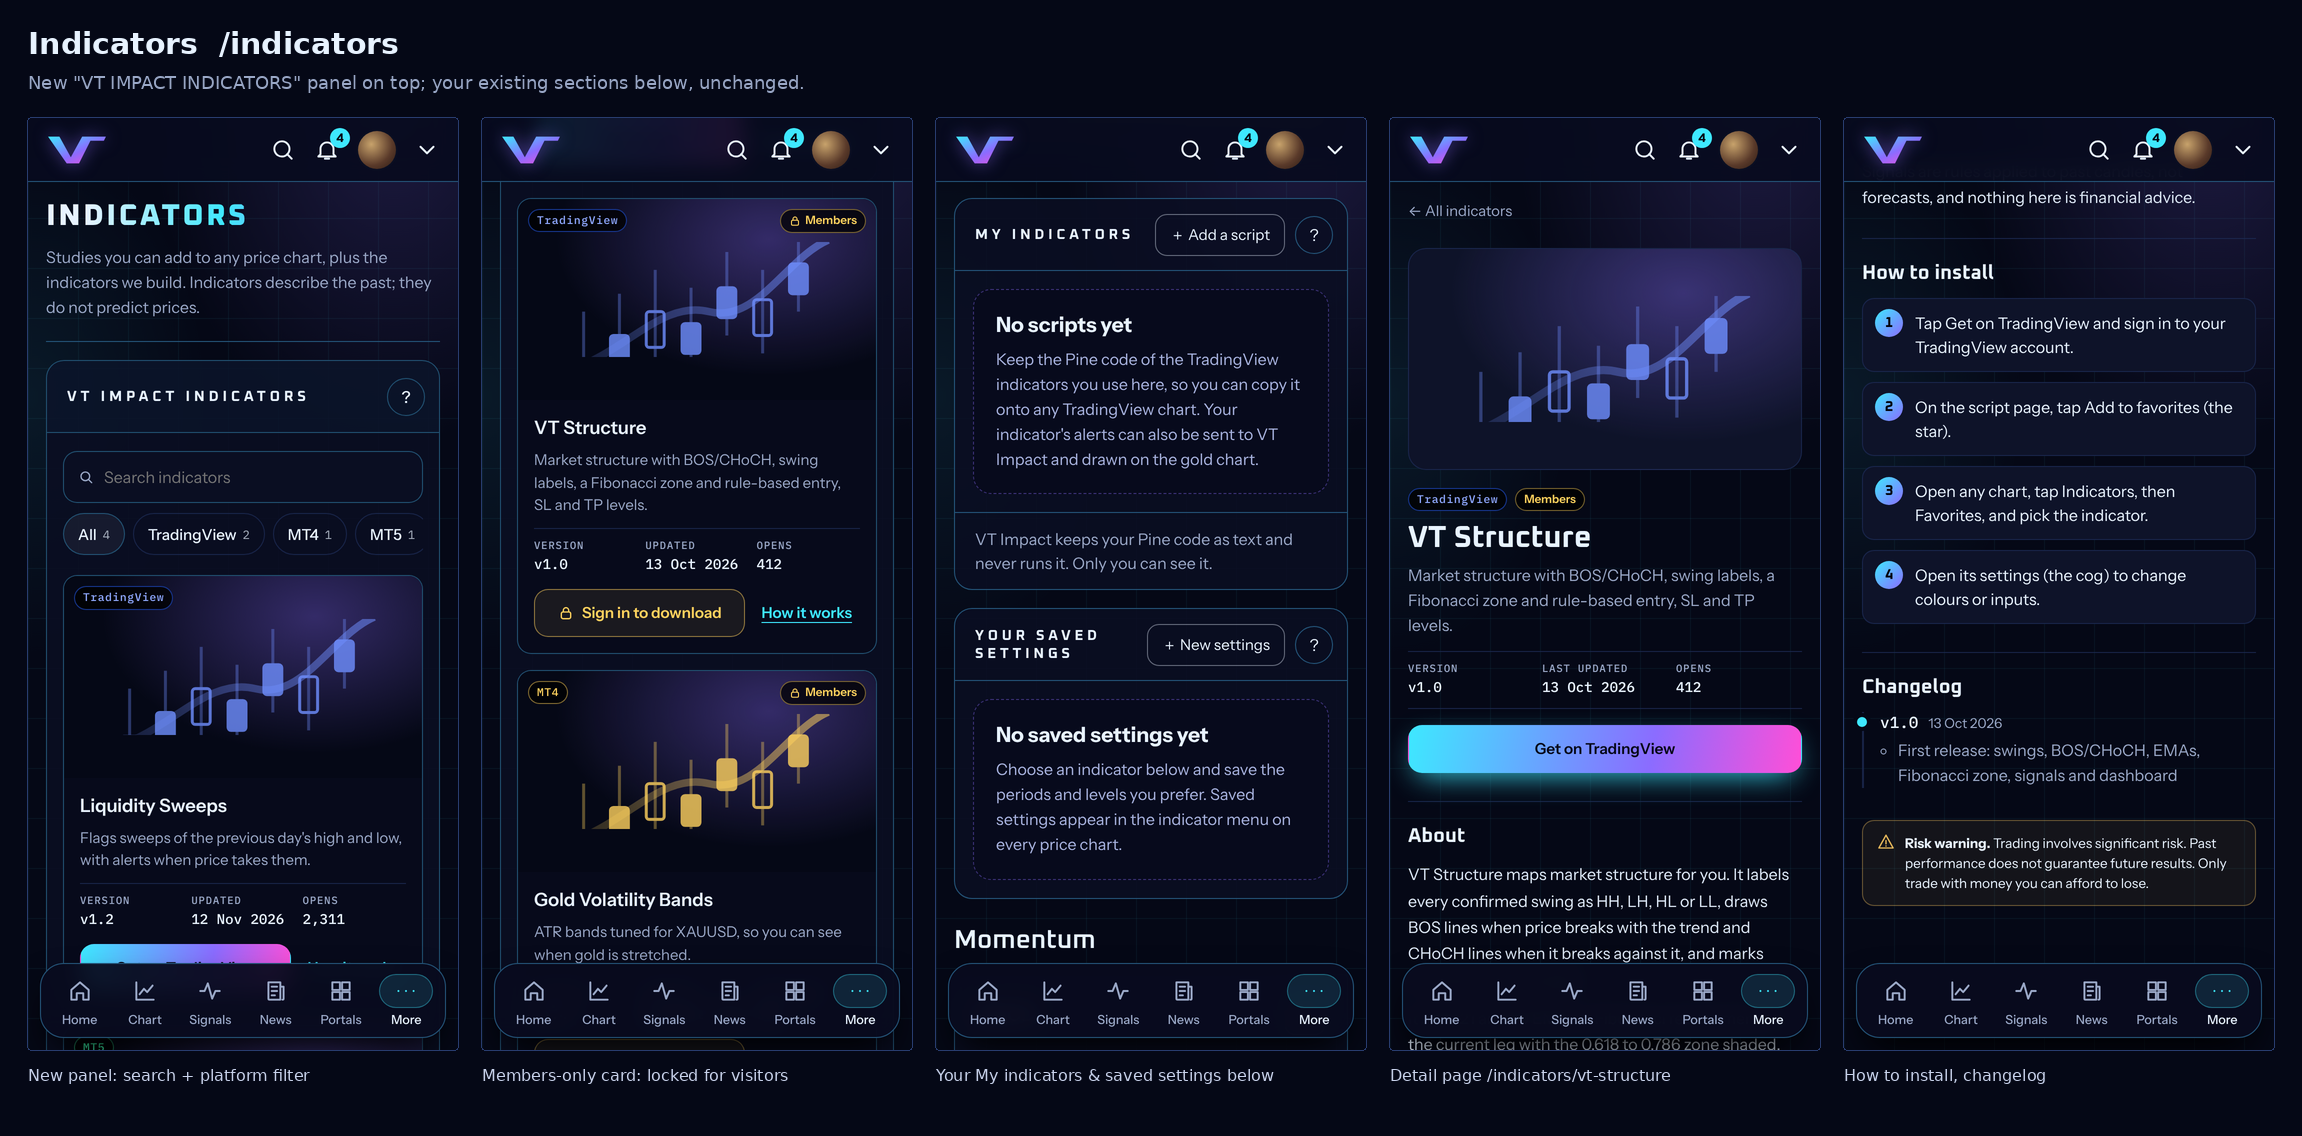 Indicators /indicators
New "VT IMPACT INDICATORS" panel on top; your existing sections below, unchanged.
4
INDICATORS
Studies you can add to any price chart, plus the
indicators we build. Indicators describe the past; they
do not predict prices.
VT IMPACT INDICATORS
?
Search indicators
All 4
TradingView 2
MT4 1
MT5 1
TradingView
Liquidity Sweeps
Flags sweeps of the previous day's high and low,
with alerts when price takes them.
VERSION UPDATED OPENS
v1.2 12 Nov 2026 2,311
Home Chart Signals News Portals More
MT5
New panel: search + platform filter
4
TradingView
Members
VT Structure
Market structure with BOS/CHoCH, swing
labels, a Fibonacci zone and rule-based entry,
SL and TP levels.
VERSION UPDATED OPENS
v1.0 13 Oct 2026 412
Sign in to download
How it works
MT4
Members
Gold Volatility Bands
ATR bands tuned for XAUUSD, so you can see
when gold is stretched.
Home Chart Signals News Portals More
Members-only card: locked for visitors
4
MY INDICATORS
+ Add a script
?
No scripts yet
Keep the Pine code of the TradingView
indicators you use here, so you can copy it
onto any TradingView chart. Your
indicator's alerts can also be sent to VT
Impact and drawn on the gold chart.
VT Impact keeps your Pine code as text and
never runs it. Only you can see it.
YOUR SAVED
SETTINGS
+ New settings
?
No saved settings yet
Choose an indicator below and save the
periods and levels you prefer. Saved
settings appear in the indicator menu on
every price chart.
Momentum
Home Chart Signals News Portals More
Your My indicators & saved settings below
4
← All indicators
TradingView
Members
VT Structure
Market structure with BOS/CHoCH, swing labels, a
Fibonacci zone and rule-based entry, SL and TP
levels.
VERSION LAST UPDATED OPENS
v1.0 13 Oct 2026 412
Get on TradingView
About
VT Structure maps market structure for you. It labels
every confirmed swing as HH, LH, HL or LL, draws
BOS lines when price breaks with the trend and
CHoCH lines when it breaks against it, and marks
Home Chart Signals News Portals More
the current leg with the 0.618 to 0.786 zone shaded.
Detail page /indicators/vt-structure
4
forecasts, and nothing here is financial advice.
How to install
1 Tap Get on TradingView and sign in to your
TradingView account.
2 On the script page, tap Add to favorites (the
star).
3 Open any chart, tap Indicators, then
Favorites, and pick the indicator.
4 Open its settings (the cog) to change
colours or inputs.
Changelog
v1.0 13 Oct 2026
First release: swings, BOS/CHoCH, EMAs,
Fibonacci zone, signals and dashboard
Risk warning. Trading involves significant risk. Past
performance does not guarantee future results. Only
trade with money you can afford to lose.
Home Chart Signals News Portals More
How to install, changelog